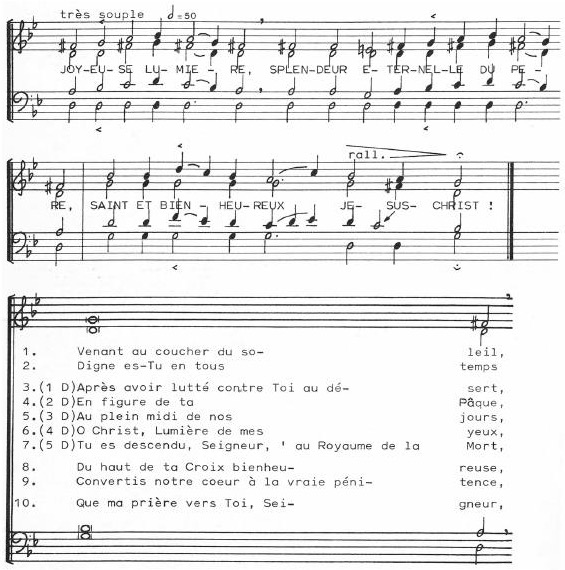 très souple =50
JOY-EU-SE LU-MIE-RE, SPLEN-DEUR E-TER-NEL-LE DU PE-
rall.
RE, SAINT ET BIEN-HEU-REUX JE-SUS-CHRIST !
1. Venant au coucher du so- leil,
2. Digne es-Tu en tous temps
3.(1 D)Après avoir lutté contre Toi au dé- sert,
4.(2 D)En figure de ta Pâque,
5.(3 D)Au plein midi de nos jours,
6.(4 D)O Christ, Lumière de mes yeux,
7.(5 D)Tu es descendu, Seigneur, ' au Royaume de la Mort,
8. Du haut de ta Croix bienheu- reuse,
9. Convertis notre coeur à la vraie péni- tence,
10. Que ma prière vers Toi, Sei- gneur,